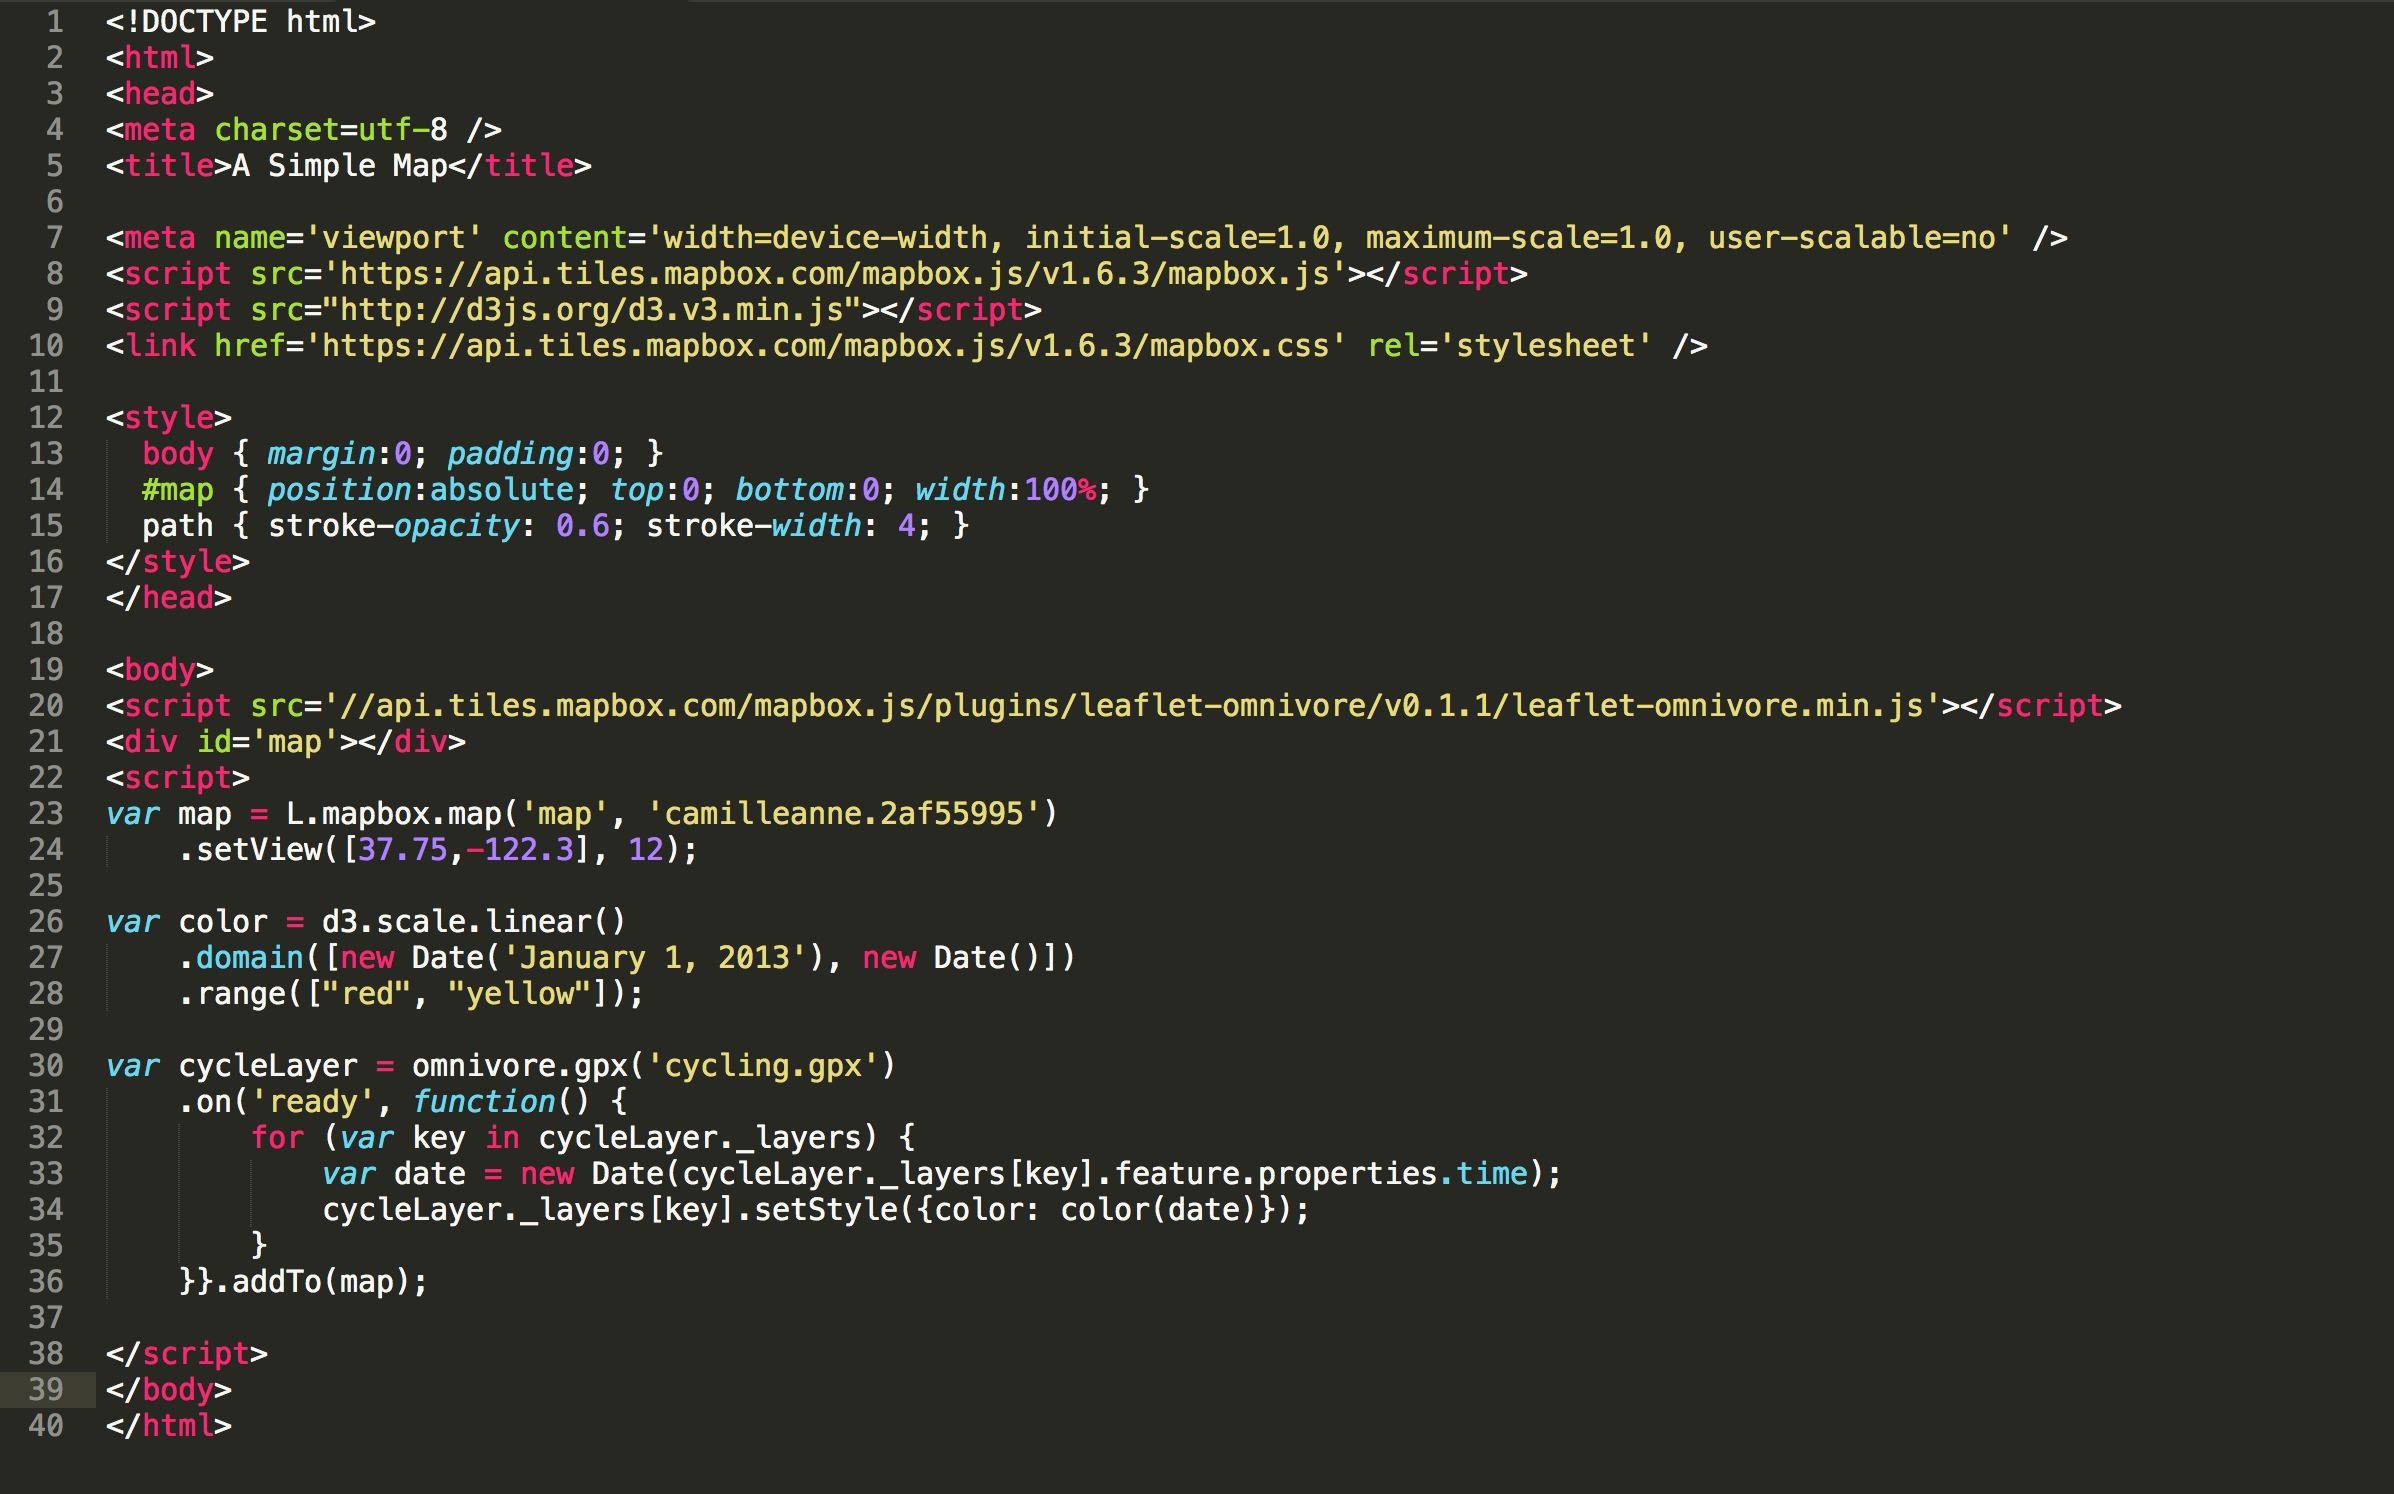 1 <!DOCTYPE html>
2 <html>
3 <head>
4 <meta charset=utf-8 />
5 <title>A Simple Map</title>
6
7 <meta name='viewport' content='width=device-width, initial-scale=1.0, maximum-scale=1.0, user-scalable=no' />
8 <script src='https://api.tiles.mapbox.com/mapbox.js/v1.6.3/mapbox.js'></script>
9 <script src="http://d3js.org/d3.v3.min.js"></script>
10 <link href='https://api.tiles.mapbox.com/mapbox.js/v1.6.3/mapbox.css' rel='stylesheet' />
11
12 <style>
13   body { margin:0; padding:0; }
14   #map { position:absolute; top:0; bottom:0; width:100%; }
15   path { stroke-opacity: 0.6; stroke-width: 4; }
16 </style>
17 </head>
18
19 <body>
20 <script src='//api.tiles.mapbox.com/mapbox.js/plugins/leaflet-omnivore/v0.1.1/leaflet-omnivore.min.js'></script>
21 <div id='map'></div>
22 <script>
23 var map = L.mapbox.map('map', 'camilleanne.2af55995')
24     .setView([37.75,-122.3], 12);
25
26 var color = d3.scale.linear()
27     .domain([new Date('January 1, 2013'), new Date()])
28     .range(["red", "yellow"]);
29
30 var cycleLayer = omnivore.gpx('cycling.gpx')
31     .on('ready', function() {
32         for (var key in cycleLayer._layers) {
33             var date = new Date(cycleLayer._layers[key].feature.properties.time);
34             cycleLayer._layers[key].setStyle({color: color(date)});
35         }
36     }}.addTo(map);
37
38 </script>
39 </body>
40 </html>